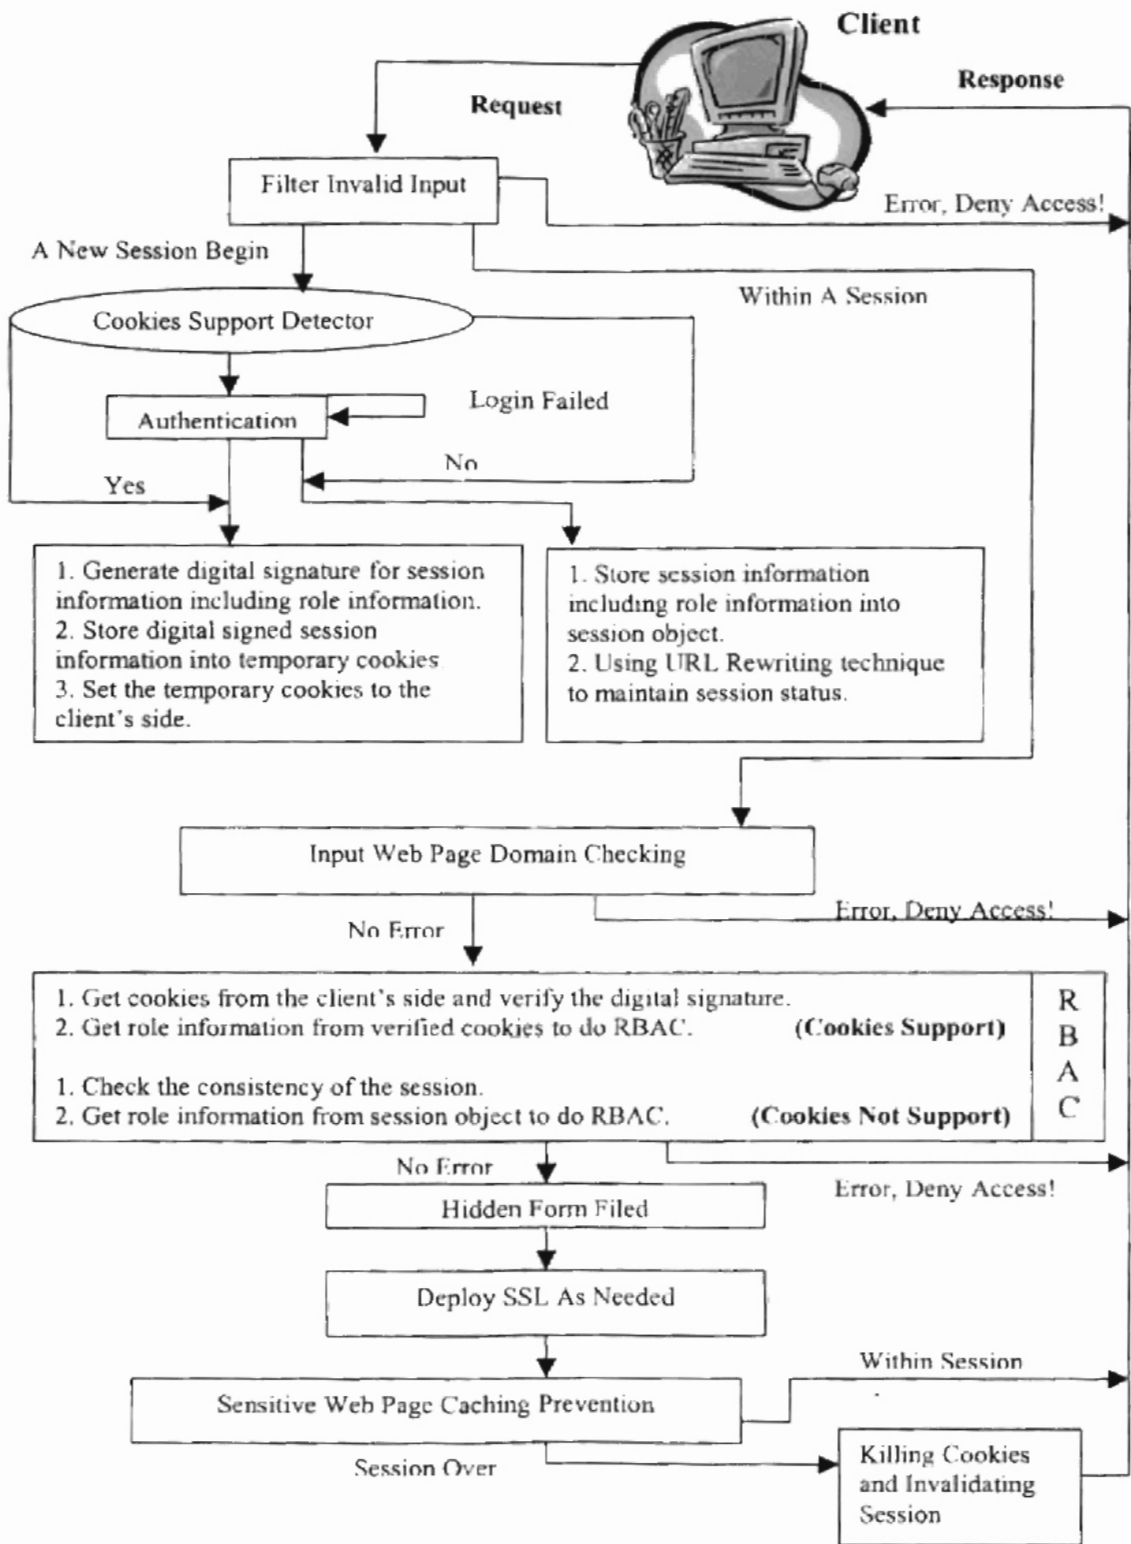 Client
Response
Request
Filter Invalid Input
Error, Deny Access!
A New Session Begin
Within A Session
Cookies Support Detector
Login Failed
Authentication
No
Yes
1. Generate digital signature for session
information including role information.
2. Store digital signed session
information into temporary cookies
3. Set the temporary cookies to the
client's side.
1. Store session information
including role information into
session object.
2. Using URL Rewriting technique
to maintain session status.
Input Web Page Domain Checking
Error, Deny Access!
No Error
1. Get cookies from the client's side and verify the digital signature.
2. Get role information from verified cookies to do RBAC. (Cookies Support)
1. Check the consistency of the session.
2. Get role information from session object to do RBAC. (Cookies Not Support)
R
B
A
C
No Error
Error, Deny Access!
Hidden Form Filed
Deploy SSL As Needed
Within Session
Sensitive Web Page Caching Prevention
Session Over
Killing Cookies
and Invalidating
Session